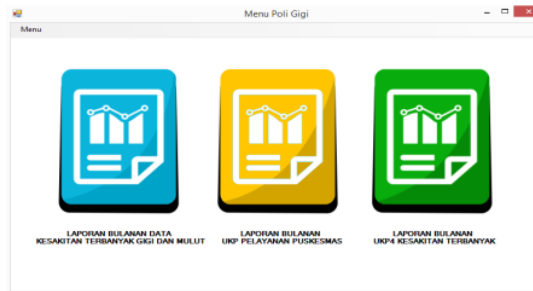 Menu Poli Gigi
Menu
LAPORAN BULANAN DATA
KESAKITAN TERBANYAK GIGI DAN MULUT
LAPORAN BULANAN
UKP PELAYANAN PUSKESMAS
LAPORAN BULANAN
UKP4 KESAKITAN TERBANYAK